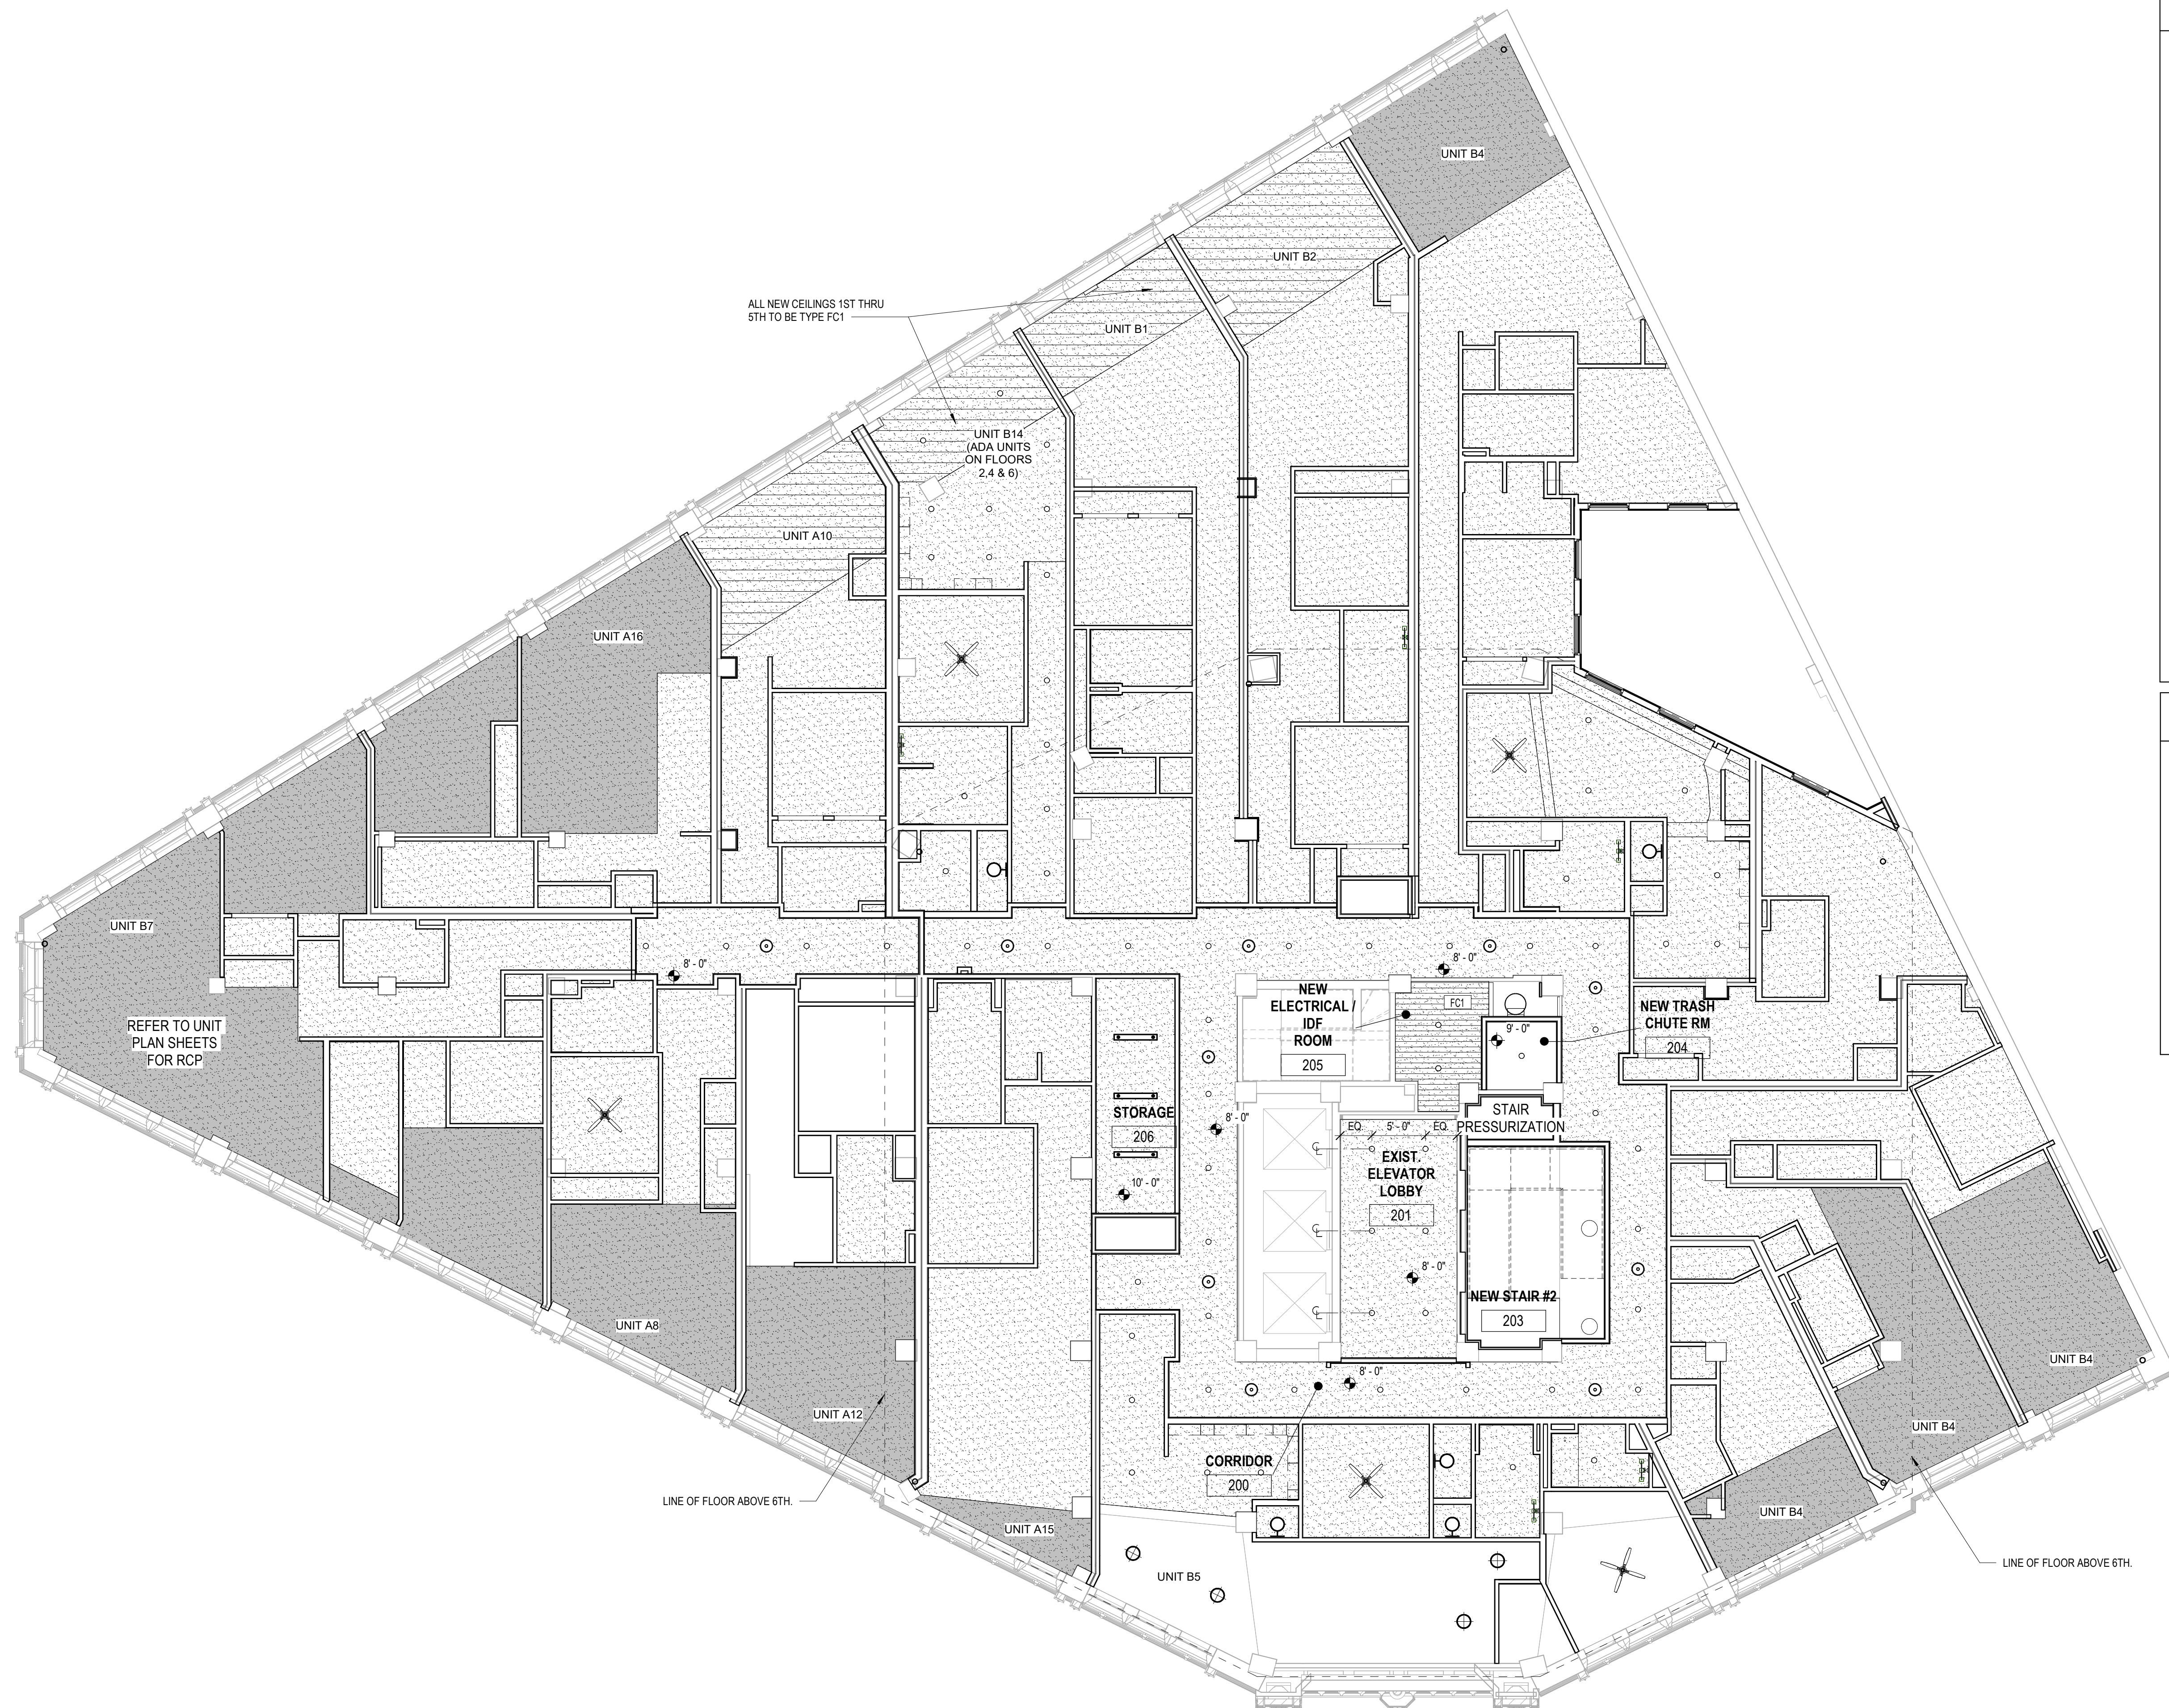 UNIT B4
UNIT B2
ALL NEW CEILINGS 1ST THRU
5TH TO BE TYPE FC1
UNIT B1
UNIT B14
(ADA UNITS
ON FLOORS
2,4 & 6)
UNIT A10
UNIT A16
UNIT B7
8' - 0"
8' - 0"
REFER TO UNIT
PLAN SHEETS
FOR RCP
NEW
ELECTRICAL /
IDF
ROOM
205
FC1
9' - 0"
NEW TRASH
CHUTE RM
204
STORAGE
206
8' - 0"
10' - 0"
STAIR
PRESSURIZATION
EQ.
5' - 0"
EQ.
EXIST.
ELEVATOR
LOBBY
201
8' - 0"
NEW STAIR #2
203
UNIT A8
UNIT B4
8' - 0"
UNIT A12
UNIT B4
CORRIDOR
200
LINE OF FLOOR ABOVE 6TH.
UNIT A15
UNIT B4
UNIT B5
LINE OF FLOOR ABOVE 6TH.